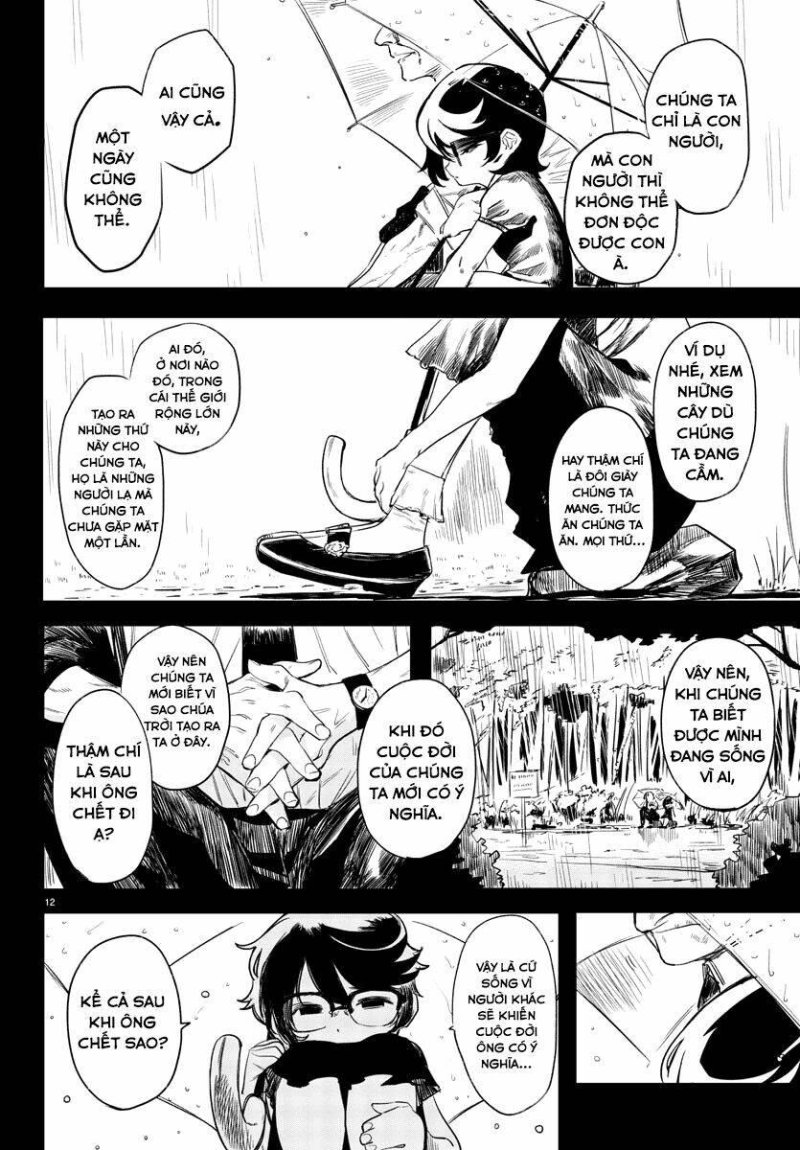 CHÚNG TA
CHỈ LÀ CON
NGƯỜI,
MÀ CON
NGƯỜI THÌ
KHÔNG THỂ
ĐƠN ĐỘC
ĐƯỢC CON
À.
AI CŨNG
VẬY CẢ.
MỘT
NGÀY
CŨNG
KHÔNG
THỂ.
VÍ DỤ
NHÉ, XEM
NHỮNG
CÂY DÙ
CHÚNG
TA ĐANG
CẦM.
HAY THẬM CHÍ
LÀ ĐÔI GIÀY
CHÚNG TA
MANG. THỨC
ĂN CHÚNG TA
ĂN. MỌI THỨ...
AI ĐÓ,
Ở NƠI NÀO
ĐÓ, TRONG
CÁI THẾ GIỚI
RỘNG LỚN
NÀY,
TẠO RA
NHỮNG THỨ
NÀY CHO
CHÚNG TA,
HỌ LÀ NHỮNG
NGƯỜI LẠ MÀ
CHÚNG TA
CHƯA GẶP MẶT
MỘT LẦN.
VẬY NÊN,
KHI CHÚNG
TA BIẾT
ĐƯỢC MÌNH
ĐANG SỐNG
VÌ AI,
KHI ĐÓ
CUỘC ĐỜI
CỦA CHÚNG
TA MỚI CÓ Ý
NGHĨA.
VẬY NÊN
CHÚNG TA
MỚI BIẾT VÌ
SAO CHÚA
TRỜI TẠO RA
TA Ở ĐÂY.
THẬM CHÍ
LÀ SAU
KHI ÔNG
CHẾT ĐI
Ạ?
12
VẬY LÀ CỨ
SỐNG VÌ
NGƯỜI KHÁC
SẼ KHIẾN
CUỘC ĐỜI
ÔNG CÓ Ý
NGHĨA...
KỂ CẢ SAU
KHI ÔNG
CHẾT SAO?